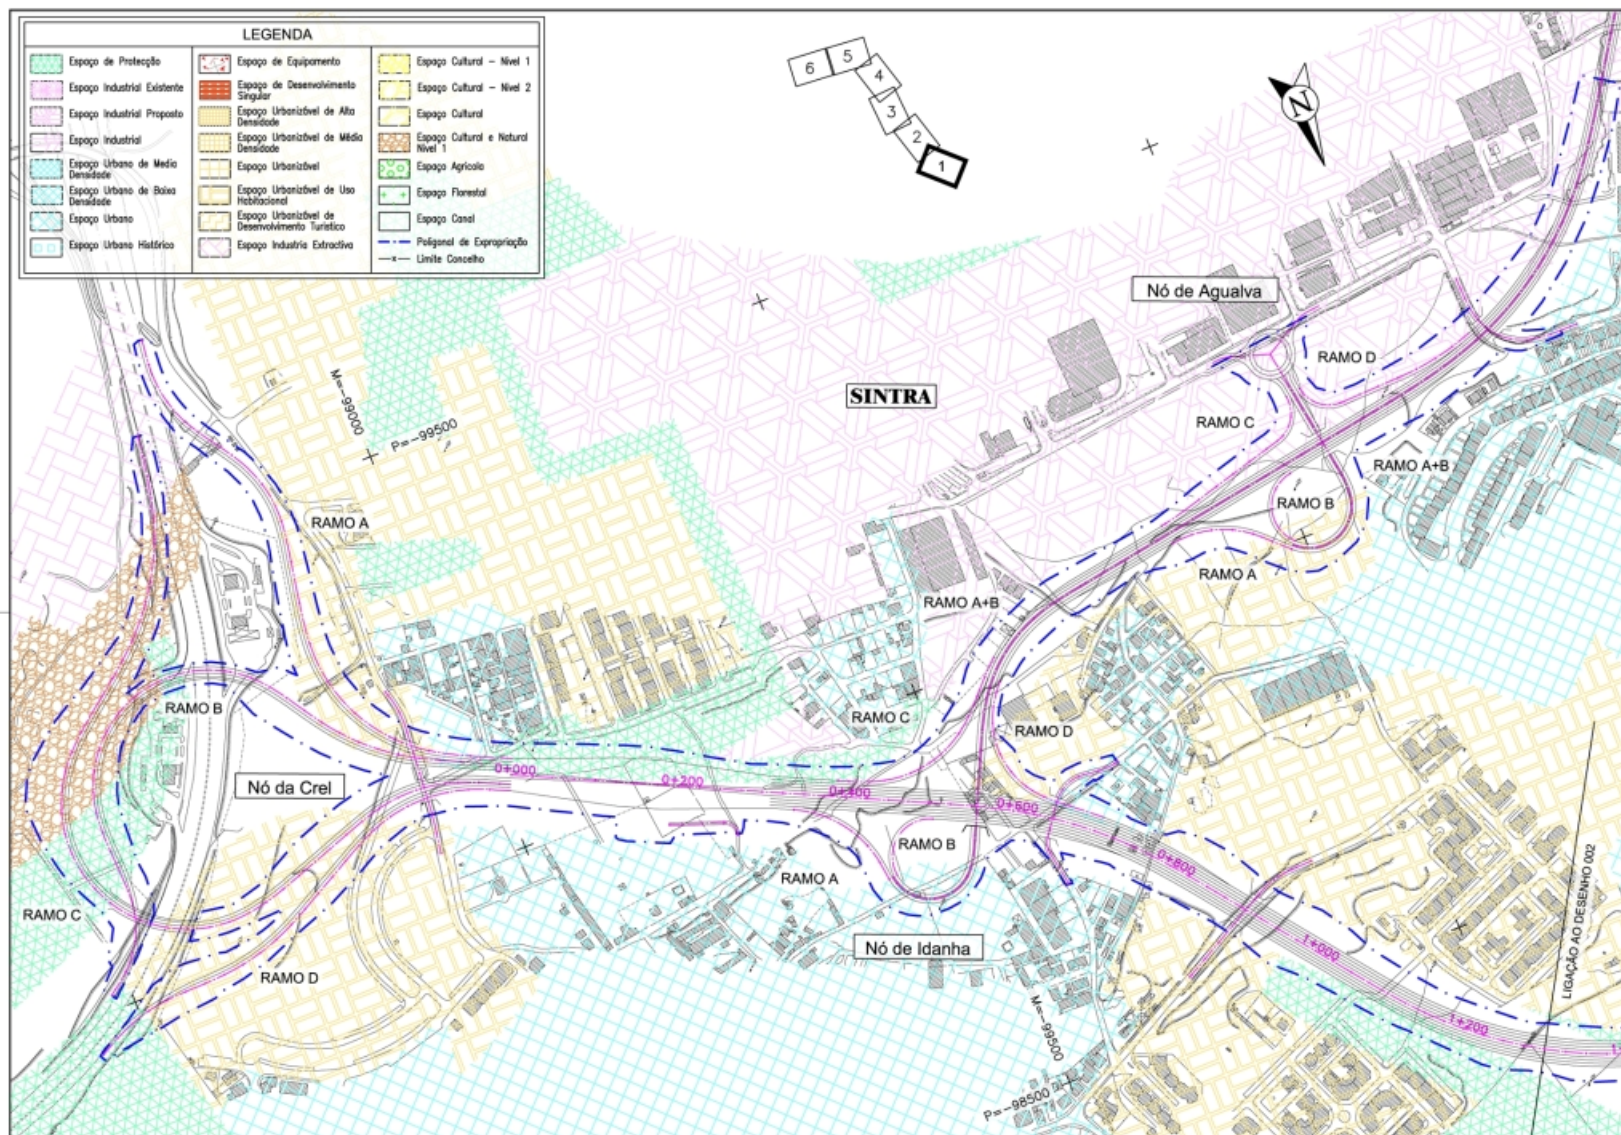 LEGENDA
Espaço de Protecção
Espaço Industrial Existente
Espaço Industrial Proposto
Espaço Industrial
Espaço Urbano de Media
Densidade
Espaço Urbano de Baixa
Densidade
Espaço Urbano
Espaço Urbano Histórico
Espaço de Equipamento
Espaço de Desenvolvimento
Singular
Espaço Urbanizável de Alta
Densidade
Espaço Urbanizável de Média
Densidade
Espaço Urbanizável
Espaço Urbanizável de Uso
Habitacional
Espaço Urbanizável de
Desenvolvimento Turistico
Espaço Industria Extractiva
Espaço Cultural - Nivel 1
Espaço Cultural - Nivel 2
Espaço Cultural
Espaço Cultural e Natural
Nivel 1
Espaço Agricola
Espaço Florestal
Espaço Canal
Poligonal de Expropriação
Limite Concelho
6
5
4
3
2
1
N
Nó de Agualva
RAMO D
SINTRA
M=-99000
P=-99500
RAMO C
RAMO A+B
RAMO B
RAMO A
RAMO A
RAMO A+B
RAMO B
RAMO C
RAMO D
Nó da Crel
0+000
0+200
0+400
0+600
0+800
RAMO B
RAMO A
RAMO C
Nó de Idanha
RAMO D
1+000
1+200
LIGAÇÃO AO DESENHO 002
M=-99500
P=-98500